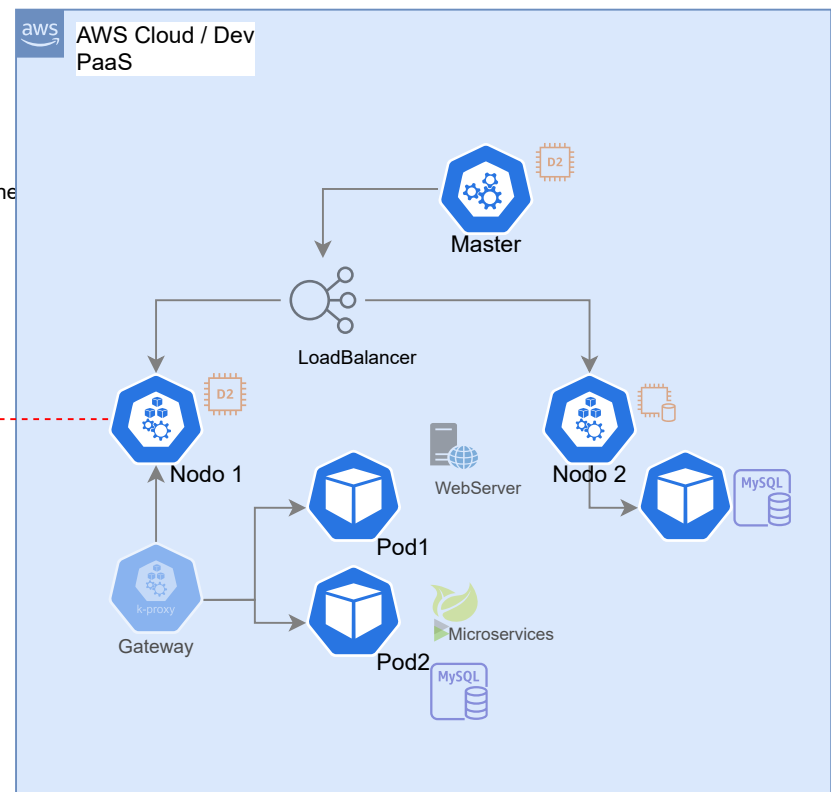 aws
AWS Cloud / Dev
PaaS
D2
Master
LoadBalancer
D2
Nodo 1
WebServer
Nodo 2
MySQL
Pod1
k-proxy
Gateway
Microservices
Pod2
MySQL